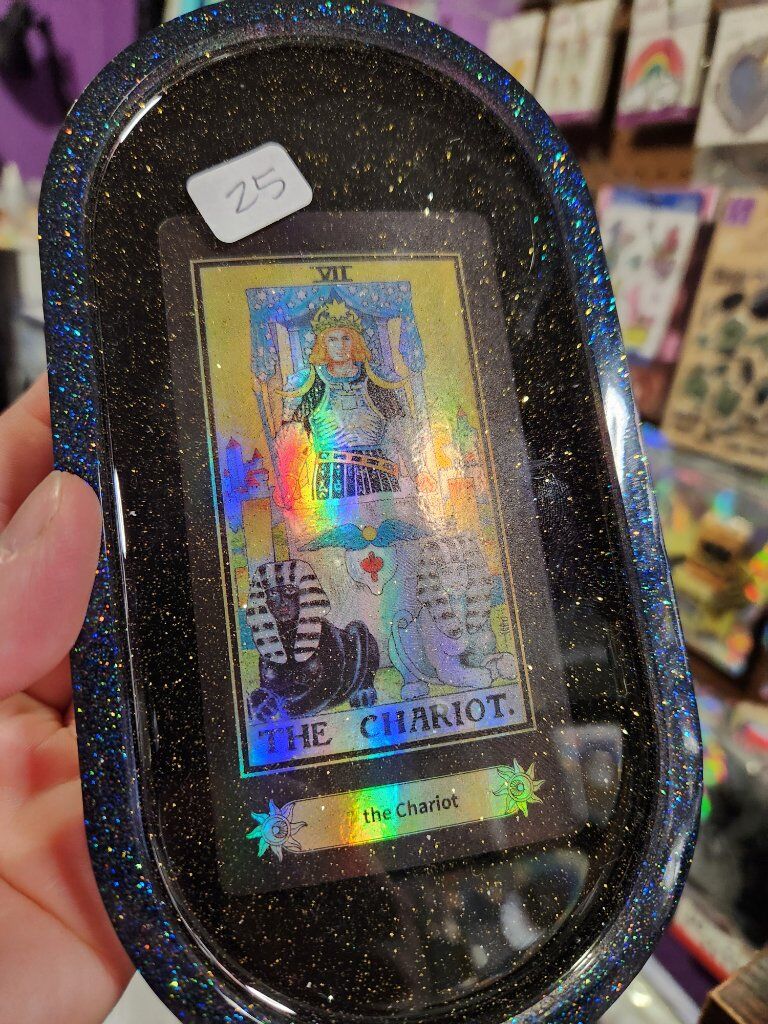 25
VII
THE CHARIOT.
the Chariot